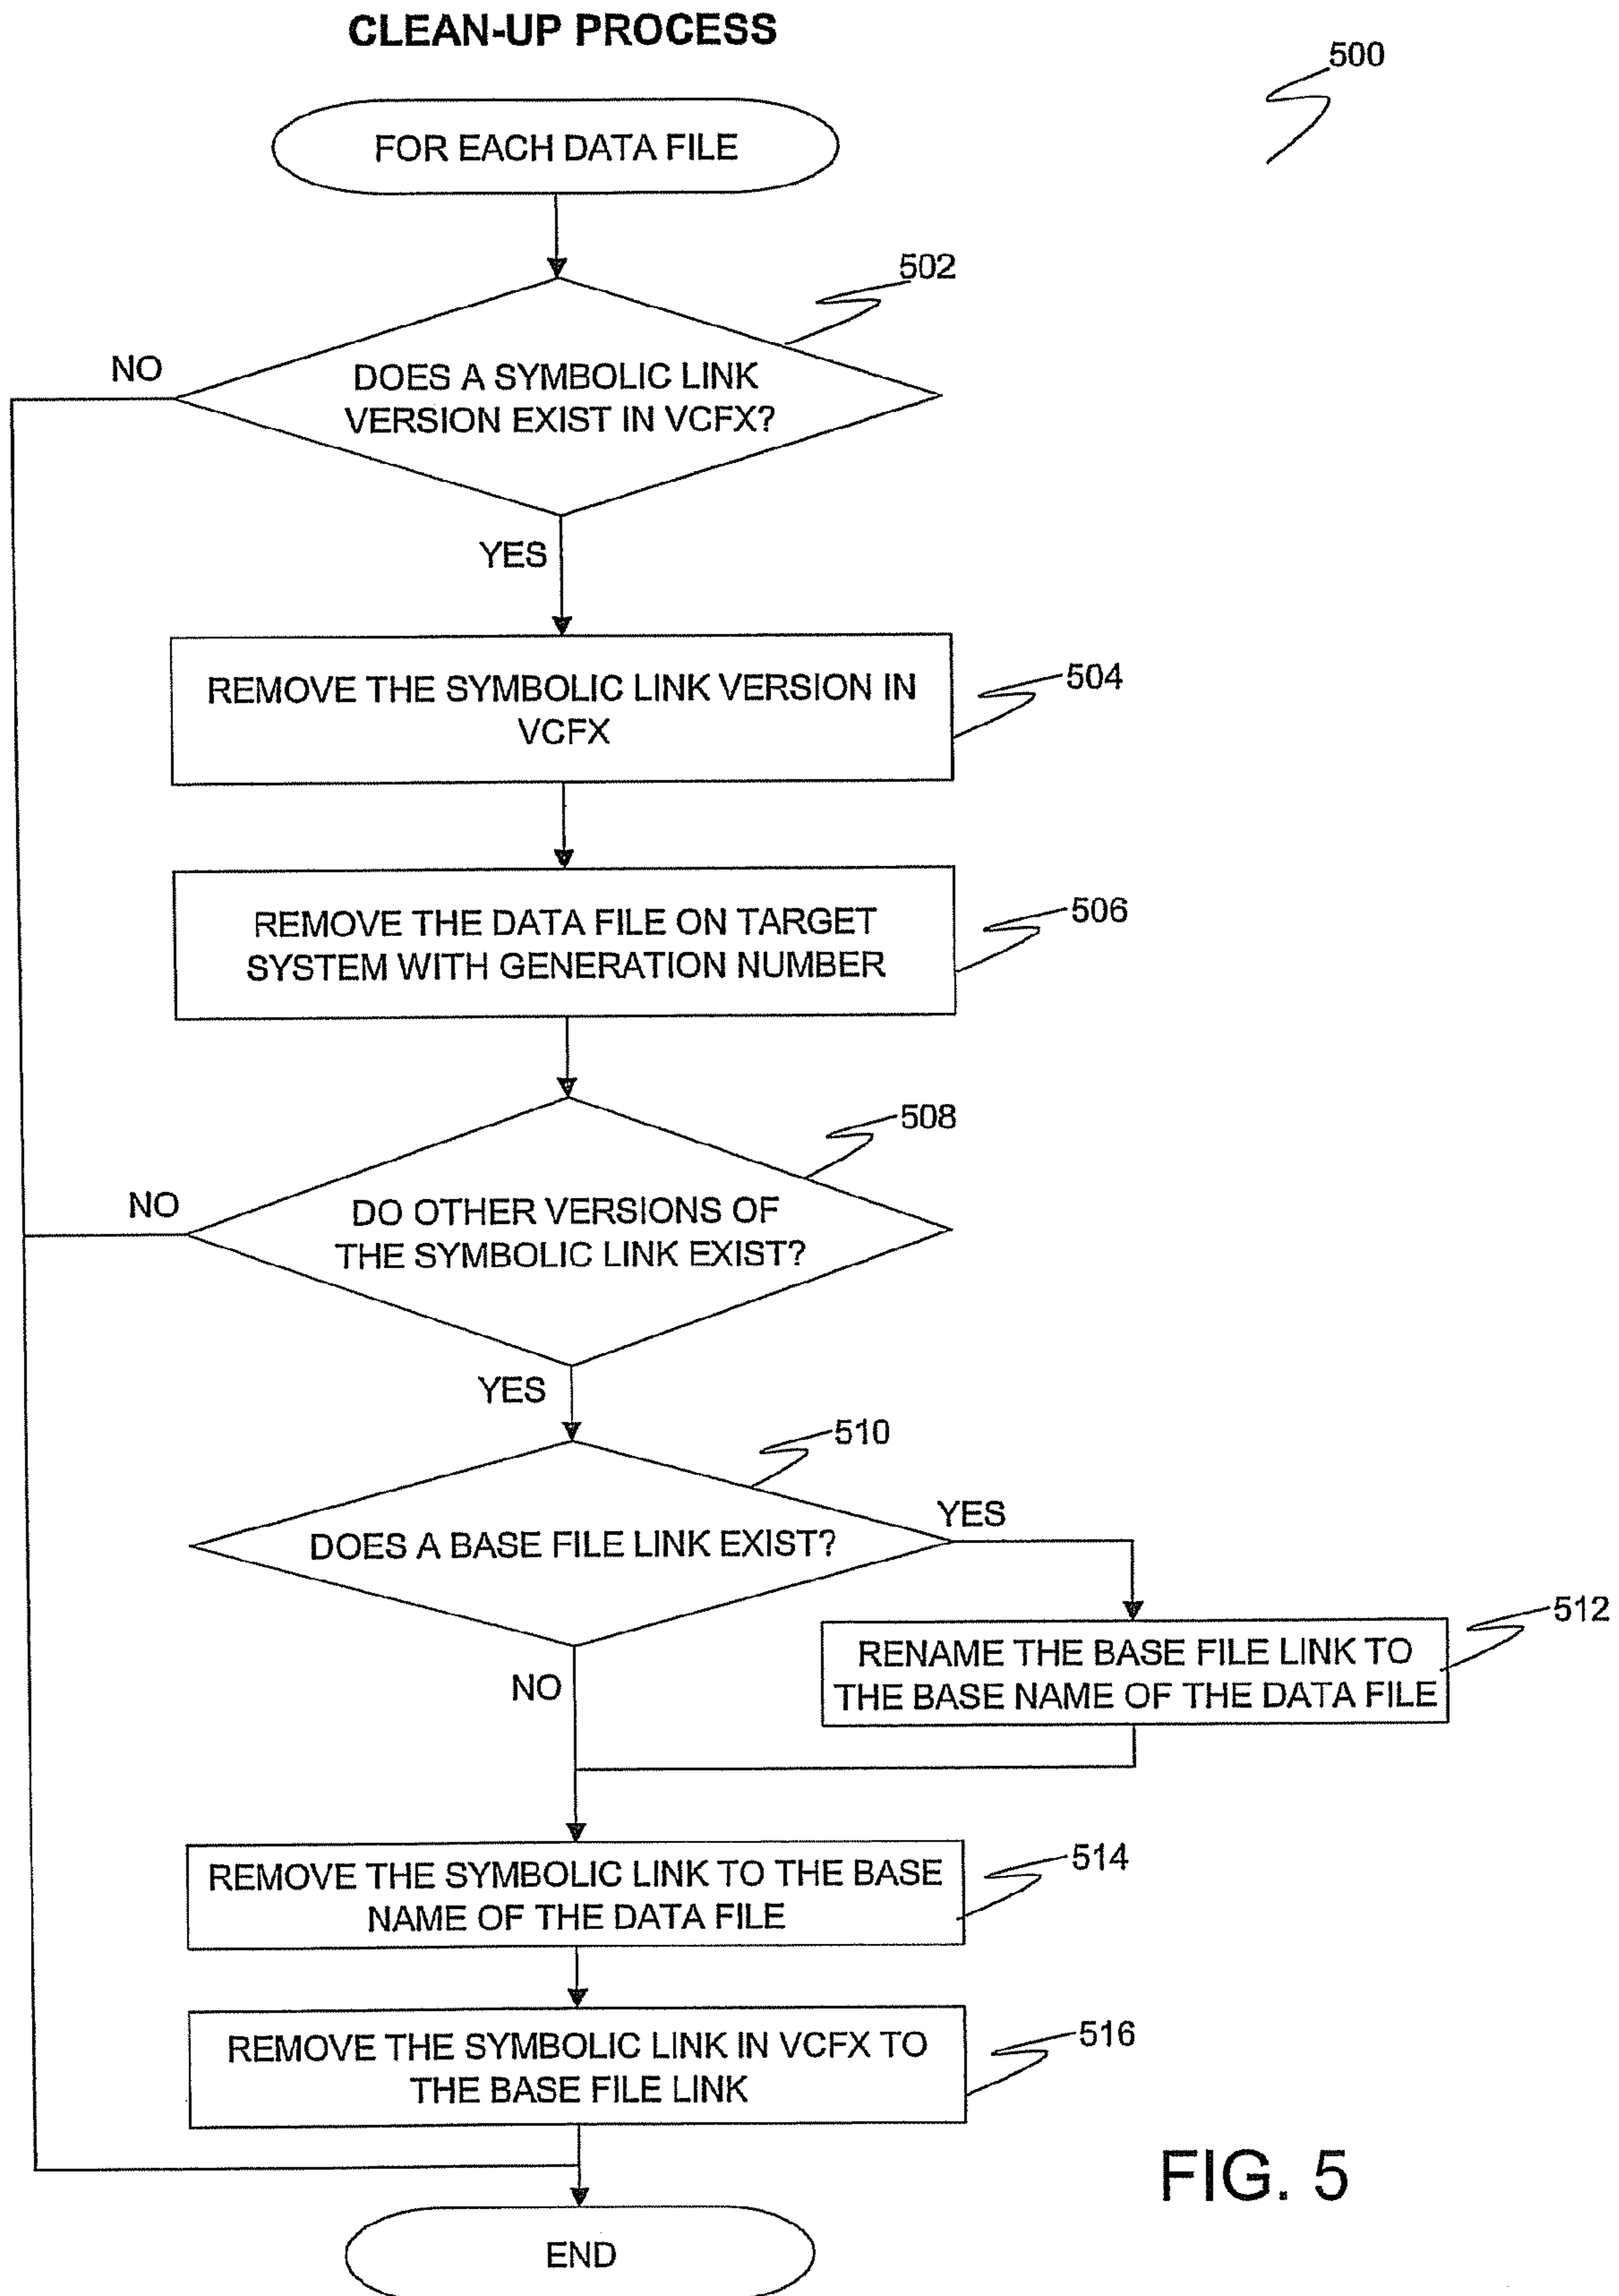 CLEAN-UP PROCESS
500
FOR EACH DATA FILE
502
NO
DOES A SYMBOLIC LINK
VERSION EXIST IN VCFX?
YES
REMOVE THE SYMBOLIC LINK VERSION IN
VCFX
504
REMOVE THE DATA FILE ON TARGET
SYSTEM WITH GENERATION NUMBER
506
508
NO
DO OTHER VERSIONS OF
THE SYMBOLIC LINK EXIST?
YES
510
DOES A BASE FILE LINK EXIST?
YES
512
RENAME THE BASE FILE LINK TO
THE BASE NAME OF THE DATA FILE
NO
REMOVE THE SYMBOLIC LINK TO THE BASE
NAME OF THE DATA FILE
514
REMOVE THE SYMBOLIC LINK IN VCFX TO
THE BASE FILE LINK
516
FIG. 5
END